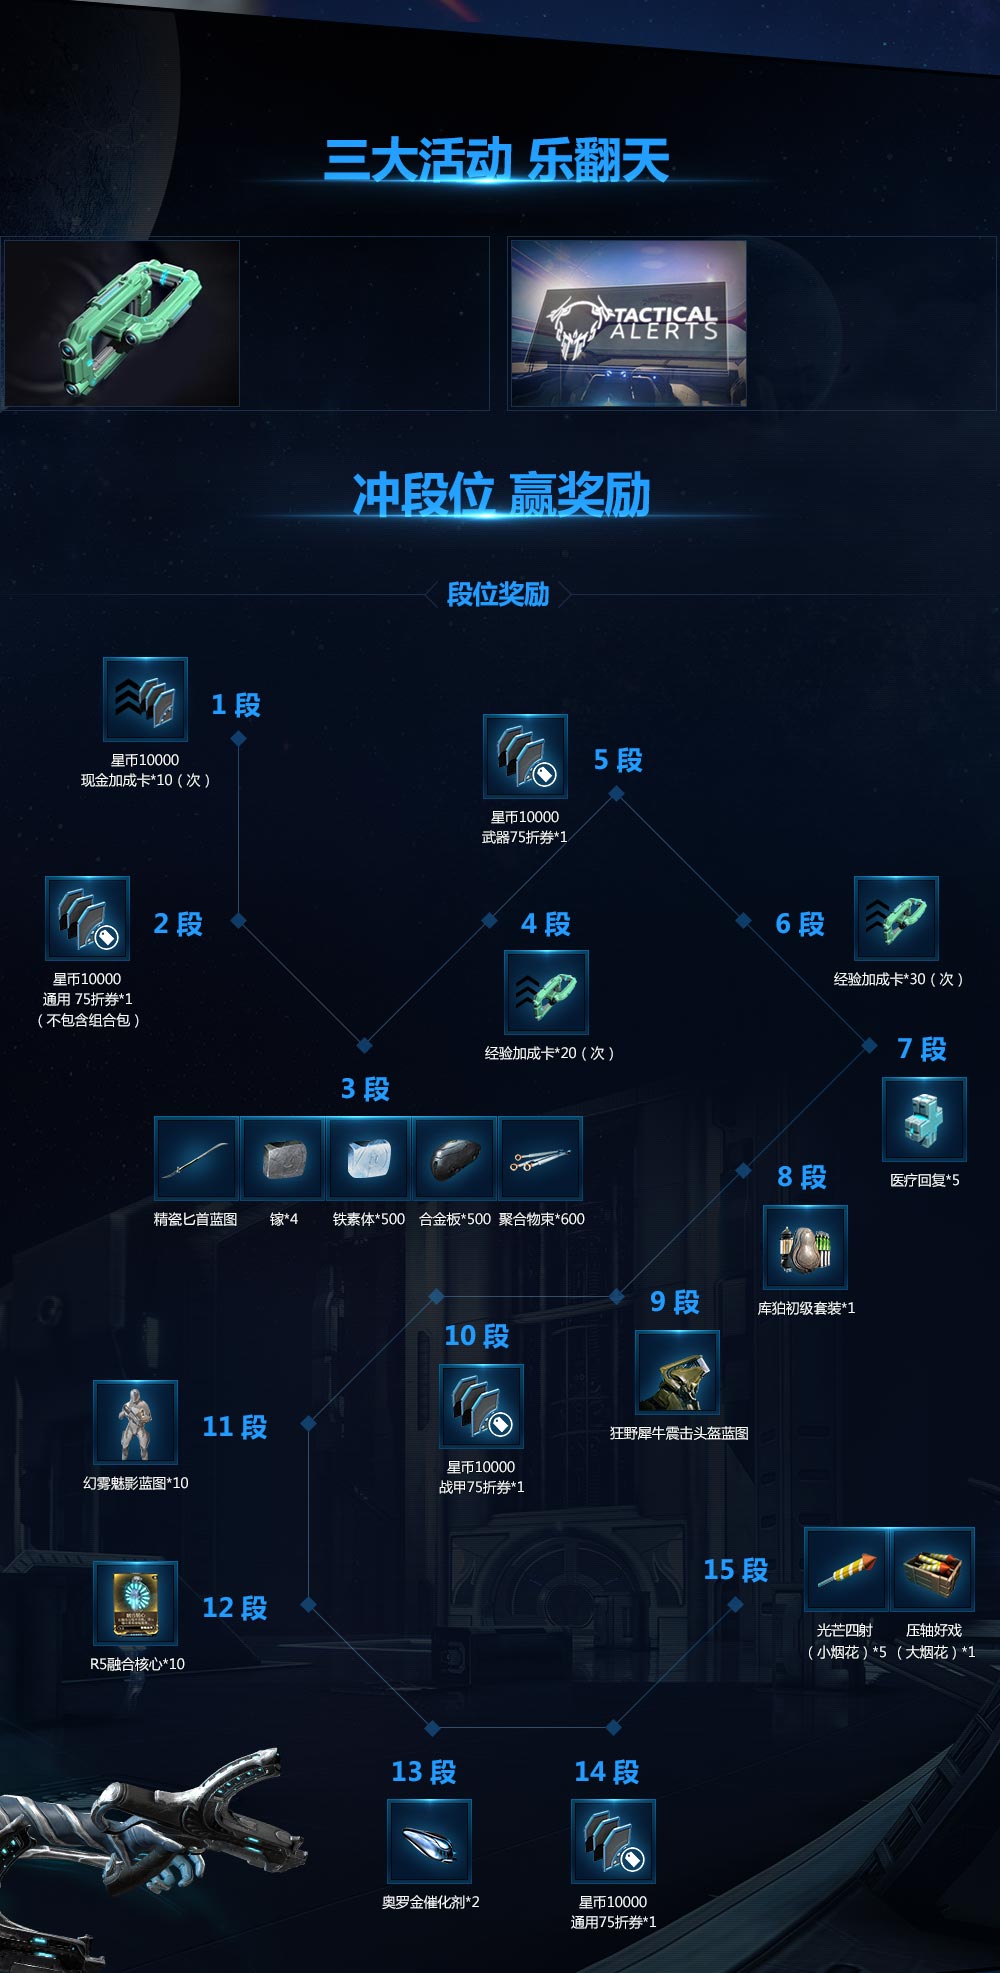 三大活动 乐翻天
TACTICAL
ALERTS
冲段位 赢奖励
段位奖励
1 段
星币10000
现金加成卡*10（次）
2 段
星币10000
通用 75折券*1
（不包含组合包）
3 段
精瓷匕首蓝图
镓*4
铁素体*500
合金板*500
聚合物束*600
4 段
经验加成卡*20（次）
5 段
星币10000
武器75折券*1
6 段
经验加成卡*30（次）
7 段
医疗回复*5
8 段
库狛初级套装*1
9 段
狂野犀牛震击头盔蓝图
10 段
星币10000
战甲75折券*1
11 段
幻雾魅影蓝图*10
12 段
R5融合核心*10
13 段
奥罗金催化剂*2
14 段
星币10000
通用75折券*1
15 段
光芒四射
（小烟花）*5
压轴好戏
（大烟花）*1